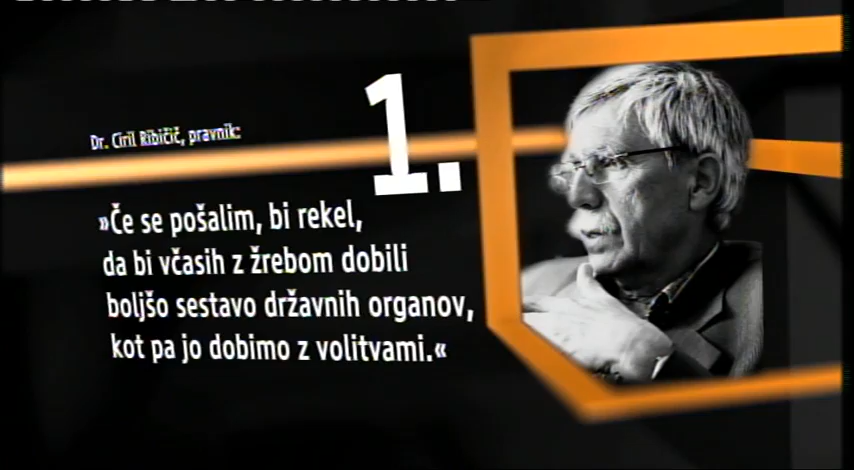 1.
Dr. Ciril Ribičič, pravnik:
»Če se pošalim, bi rekel,
da bi včasih z žrebom dobili
boljšo sestavo državnih organov,
kot pa jo dobimo z volitvami.«